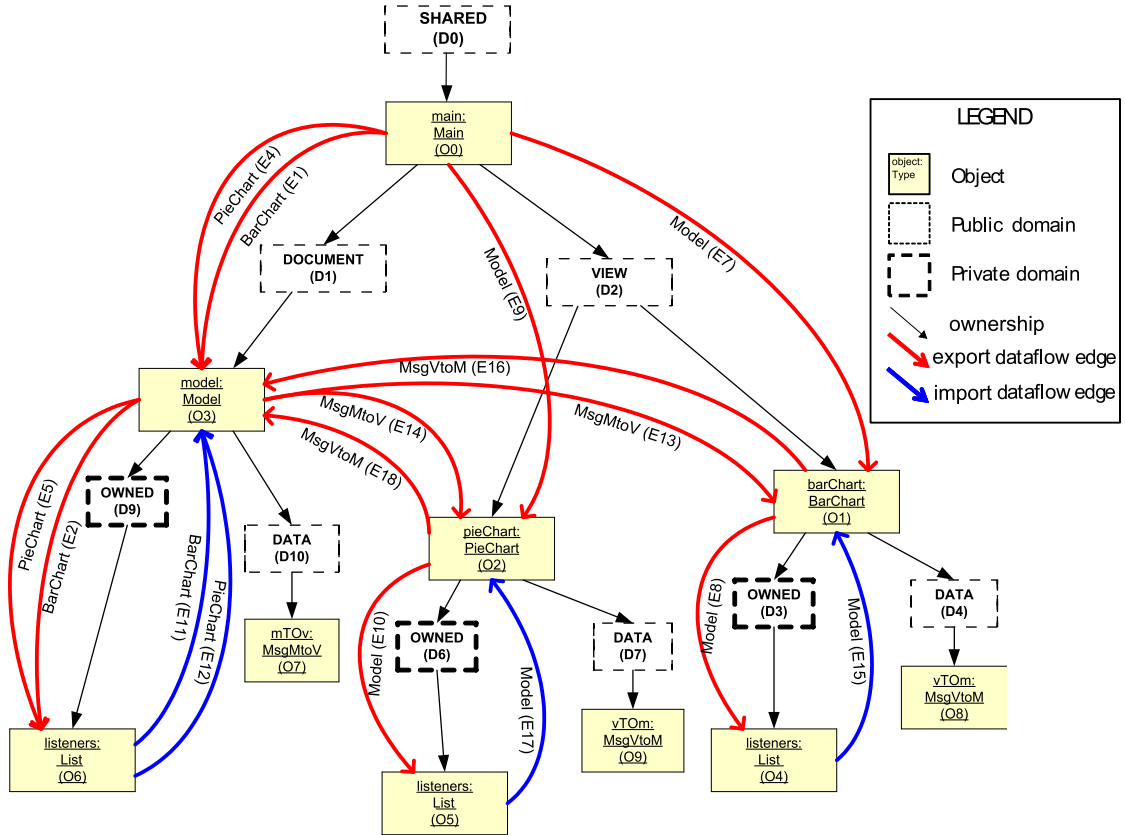 SHARED
(D0)
main:
Main
(O0)
LEGEND
object:
Type
Object
Public domain
Private domain
ownership
export dataflow edge
import dataflow edge
PieChart (E4)
BarChart (E1)
Model (E9)
Model (E7)
DOCUMENT
(D1)
VIEW
(D2)
model:
Model
(O3)
MsgVtoM (E16)
MsgMtoV (E14)
MsgMtoV (E13)
MsgVtoM (E18)
barChart:
BarChart
(O1)
PieChart (E5)
BarChart (E2)
OWNED
(D9)
BarChart (E11)
PieChart (E12)
DATA
(D10)
pieChart:
PieChart
(O2)
mTOv:
MsgMtoV
(O7)
Model (E10)
OWNED
(D6)
Model (E17)
DATA
(D7)
Model (E8)
OWNED
(D3)
Model (E15)
DATA
(D4)
vTOm:
MsgVtoM
(O8)
vTOm:
MsgVtoM
(O9)
listeners:
List
(O6)
listeners:
List
(O5)
listeners:
List
(O4)